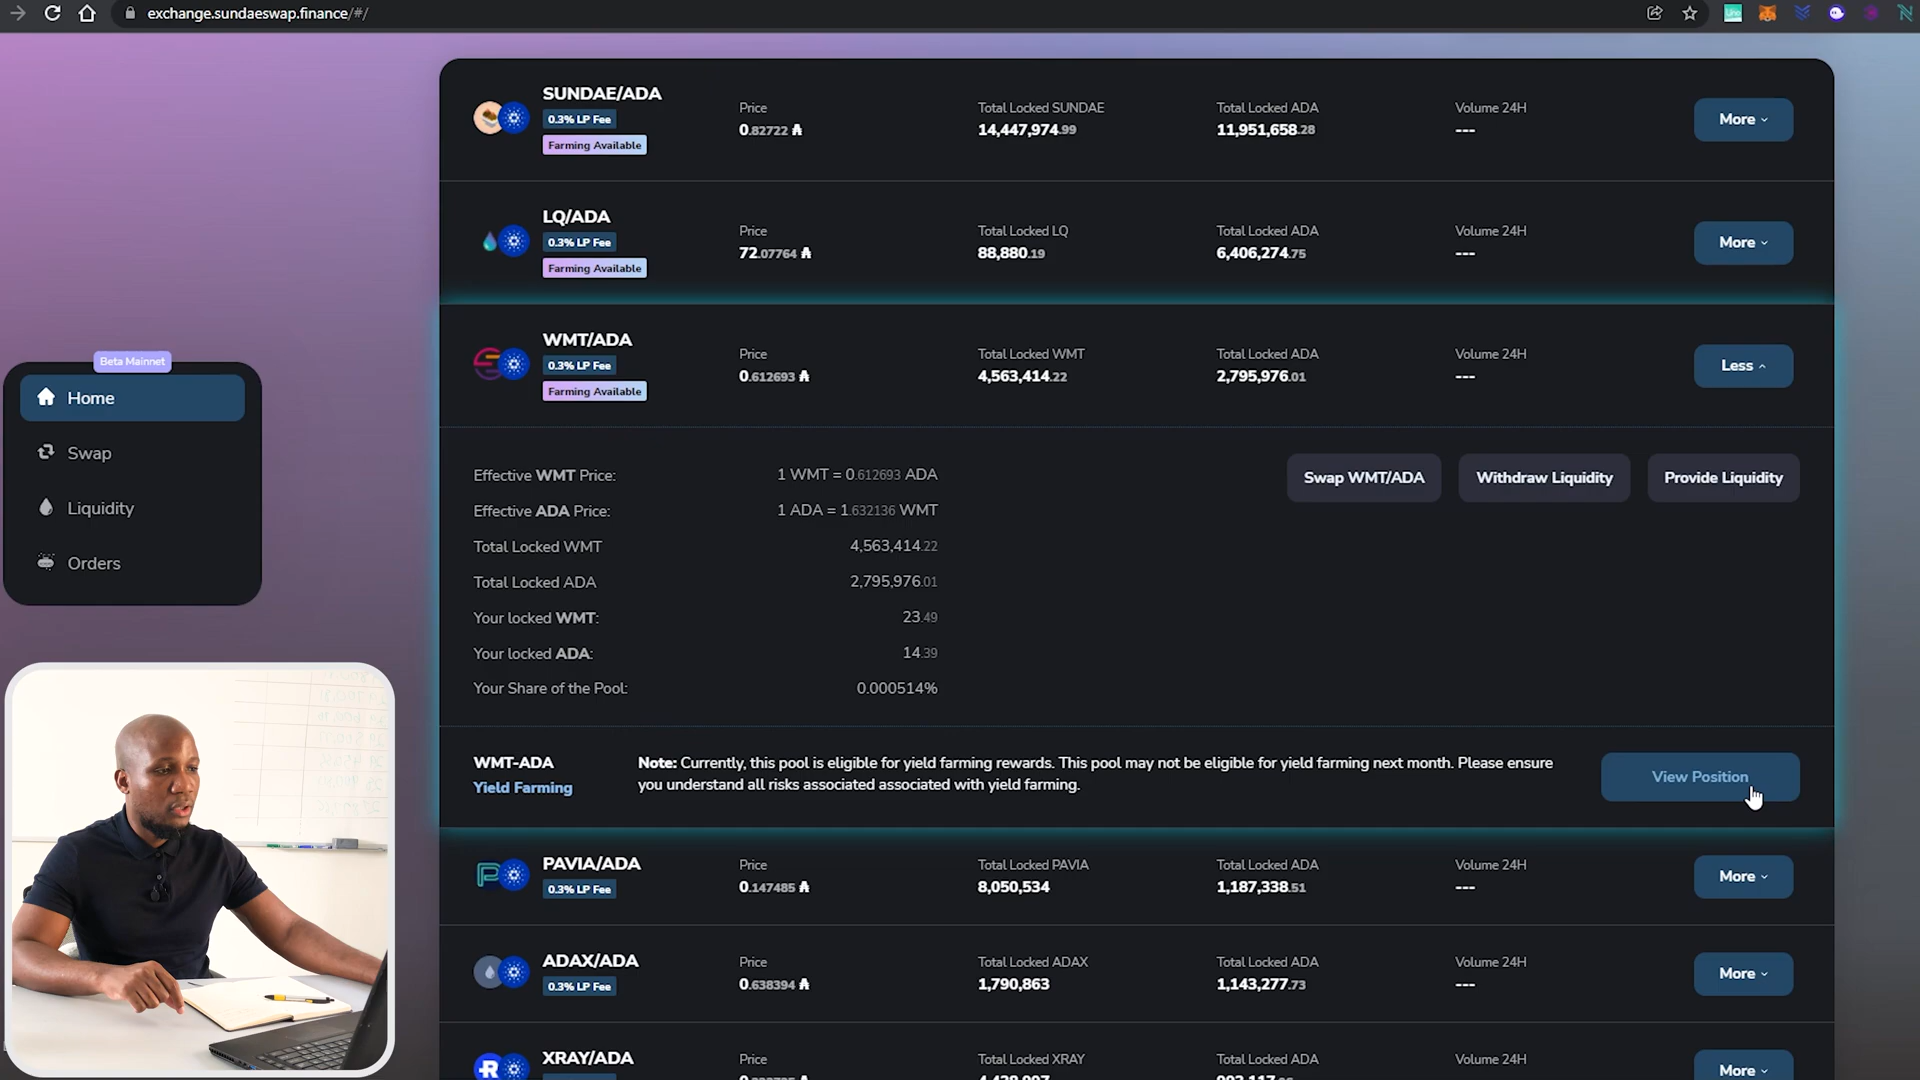 exchange.sundaeswap.finance/#/
SUNDAE/ADA
0.3% LP Fee
Farming Available
Price
0.82722 ₳
Total Locked SUNDAE
14,447,974.99
Total Locked ADA
11,951,658.28
Volume 24H
---
More
LQ/ADA
0.3% LP Fee
Farming Available
Price
72.07764 ₳
Total Locked LQ
88,880.19
Total Locked ADA
6,406,274.75
Volume 24H
---
More
WMT/ADA
0.3% LP Fee
Farming Available
Price
0.612693 ₳
Total Locked WMT
4,563,414.22
Total Locked ADA
2,795,976.01
Volume 24H
---
Less
Beta Mainnet
Home
Swap
Liquidity
Orders
Effective WMT Price:
1 WMT = 0.612693 ADA
Effective ADA Price:
1 ADA = 1.632136 WMT
Total Locked WMT
4,563,414.22
Total Locked ADA
2,795,976.01
Your locked WMT:
23.49
Your locked ADA:
14.39
Your Share of the Pool:
0.000514%
Swap WMT/ADA
Withdraw Liquidity
Provide Liquidity
WMT-ADA
Yield Farming
Note: Currently, this pool is eligible for yield farming rewards. This pool may not be eligible for yield farming next month. Please ensure
you understand all risks associated associated with yield farming.
View Position
PAVIA/ADA
0.3% LP Fee
Price
0.147485 ₳
Total Locked PAVIA
8,050,534
Total Locked ADA
1,187,338.51
Volume 24H
---
More
ADAX/ADA
0.3% LP Fee
Price
0.638394 ₳
Total Locked ADAX
1,790,863
Total Locked ADA
1,143,277.73
Volume 24H
---
More
XRAY/ADA
Price
Total Locked XRAY
Total Locked ADA
Volume 24H
More